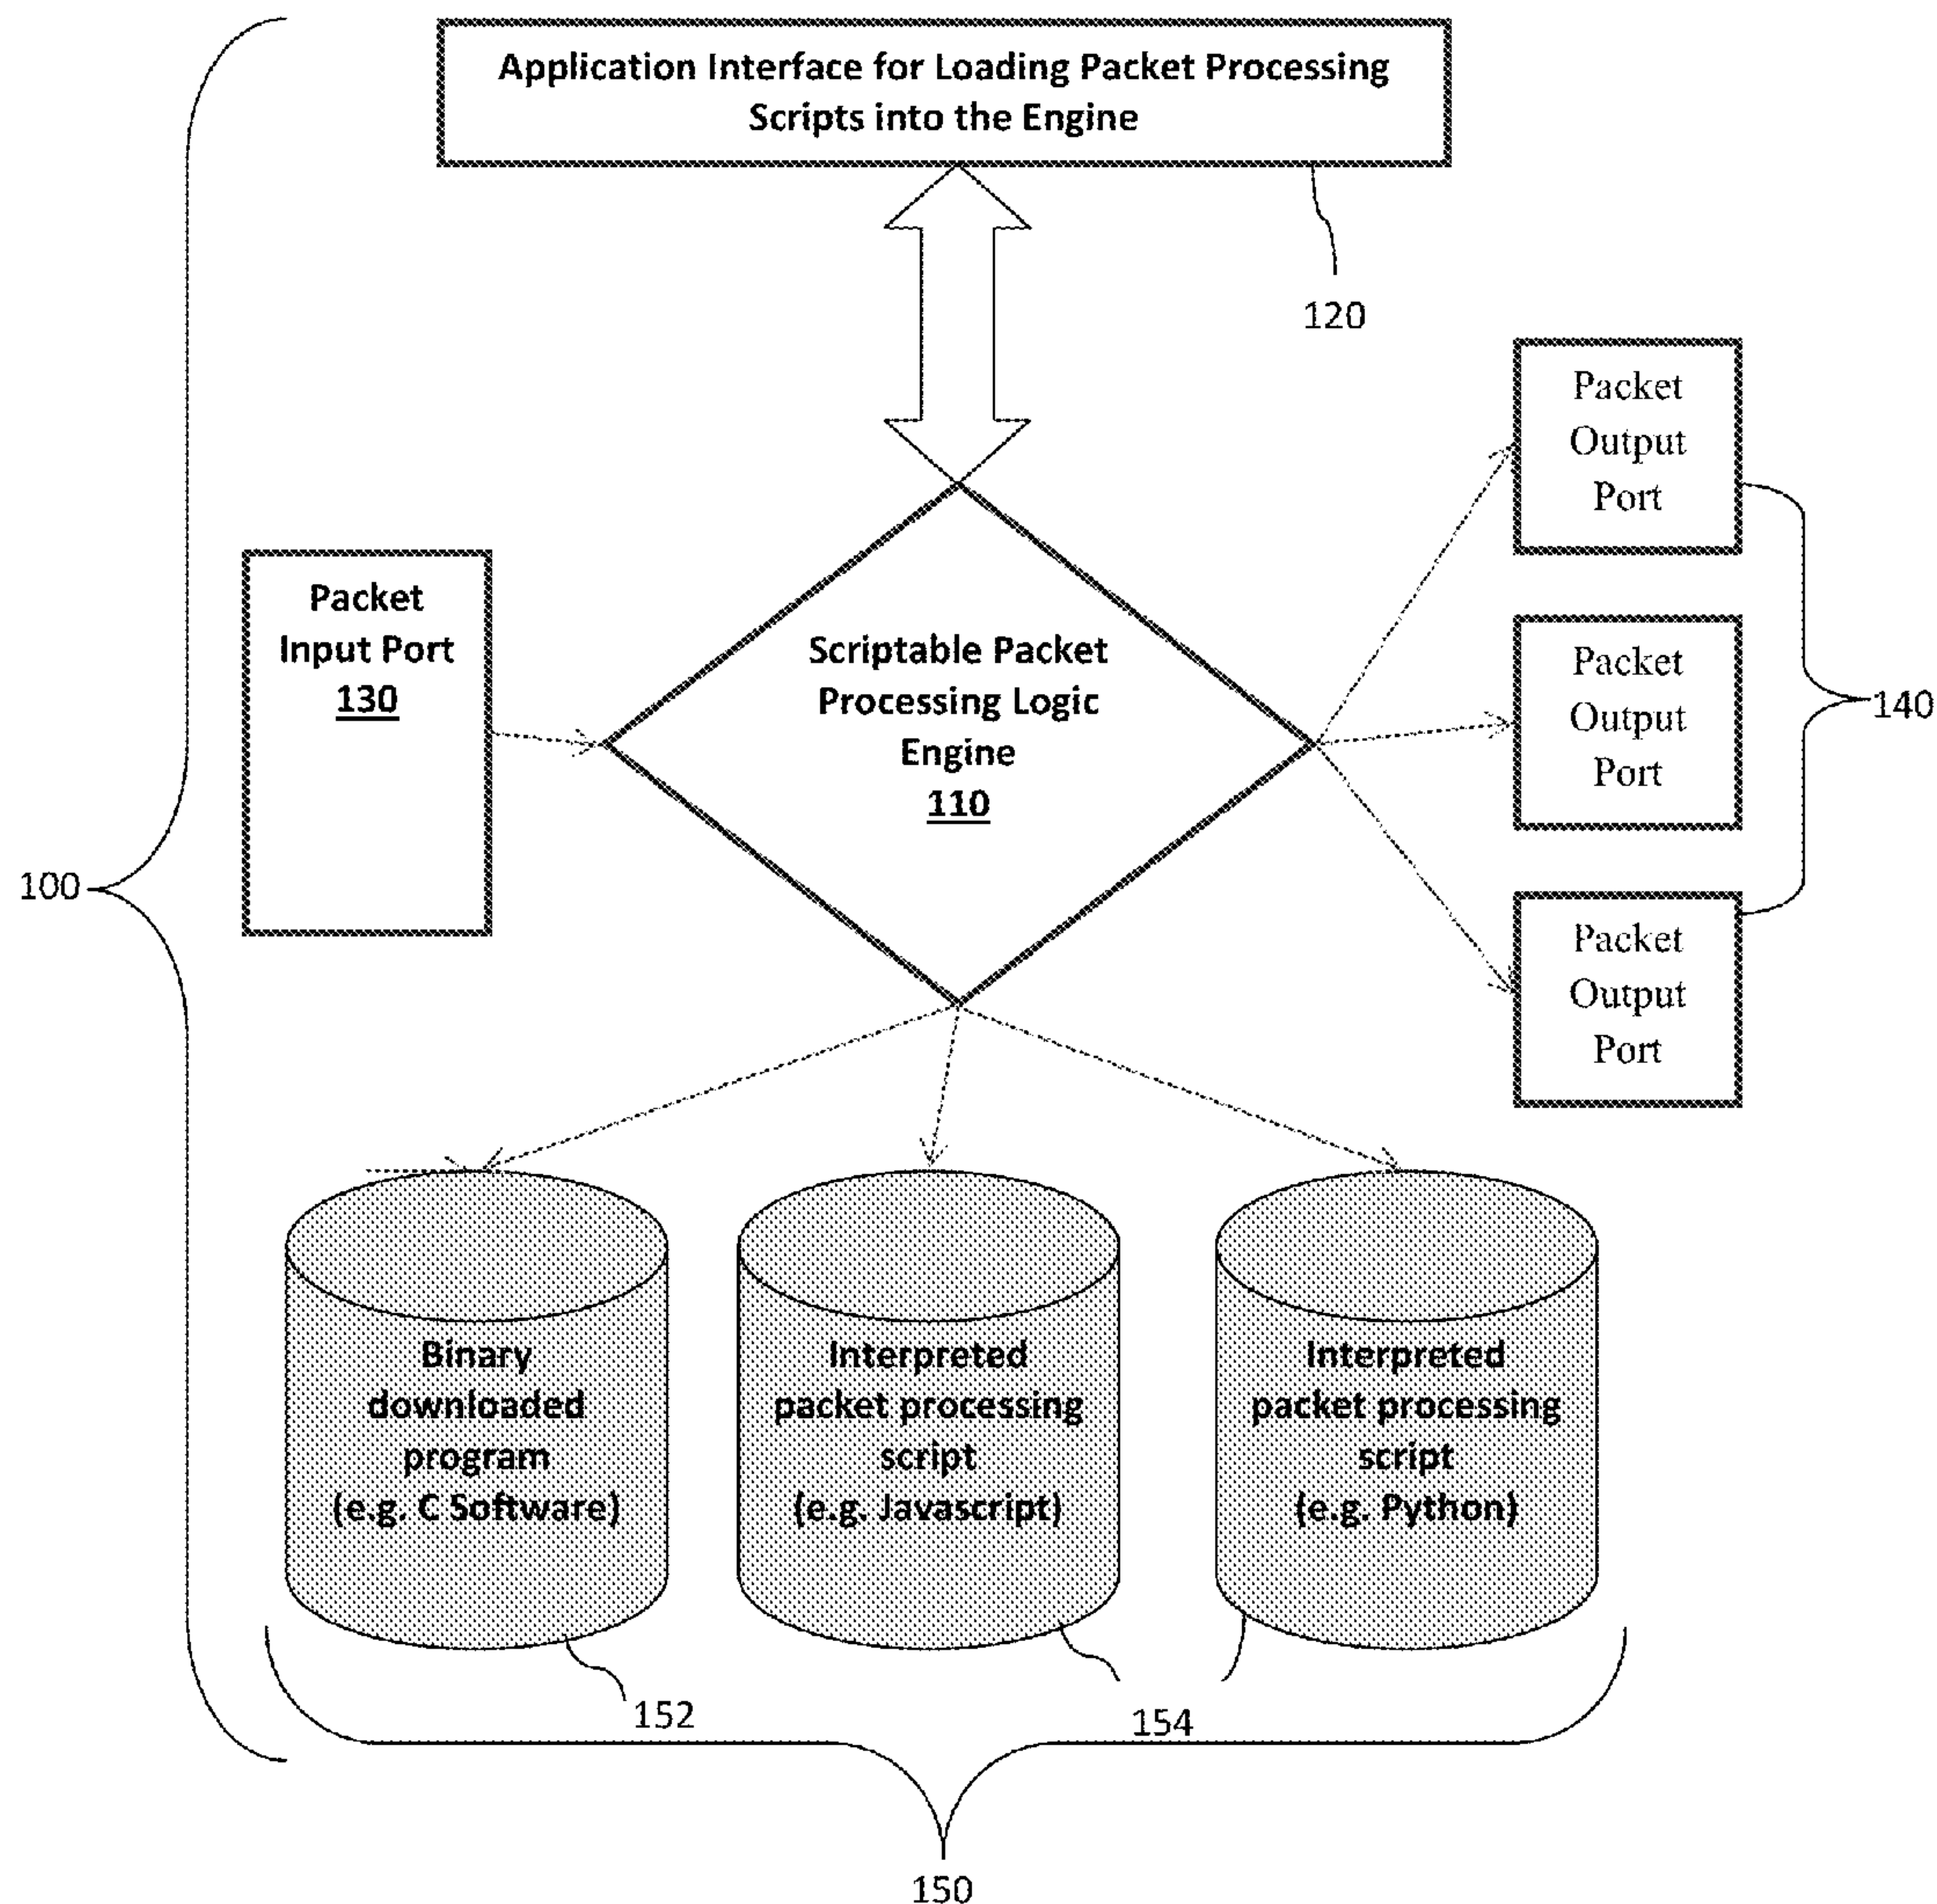 Application Interface for Loading Packet Processing
Scripts into the Engine
120
Packet
Output
Port
Packet
Input Port
130
Scriptable Packet
Processing Logic
Engine
110
Packet
Output
Port
140
100
Packet
Output
Port
Binary
downloaded
program
(e.g. C Software)
Interpreted
packet processing
script
(e.g. Javascript)
Interpreted
packet processing
script
(e.g. Python)
152
154
150